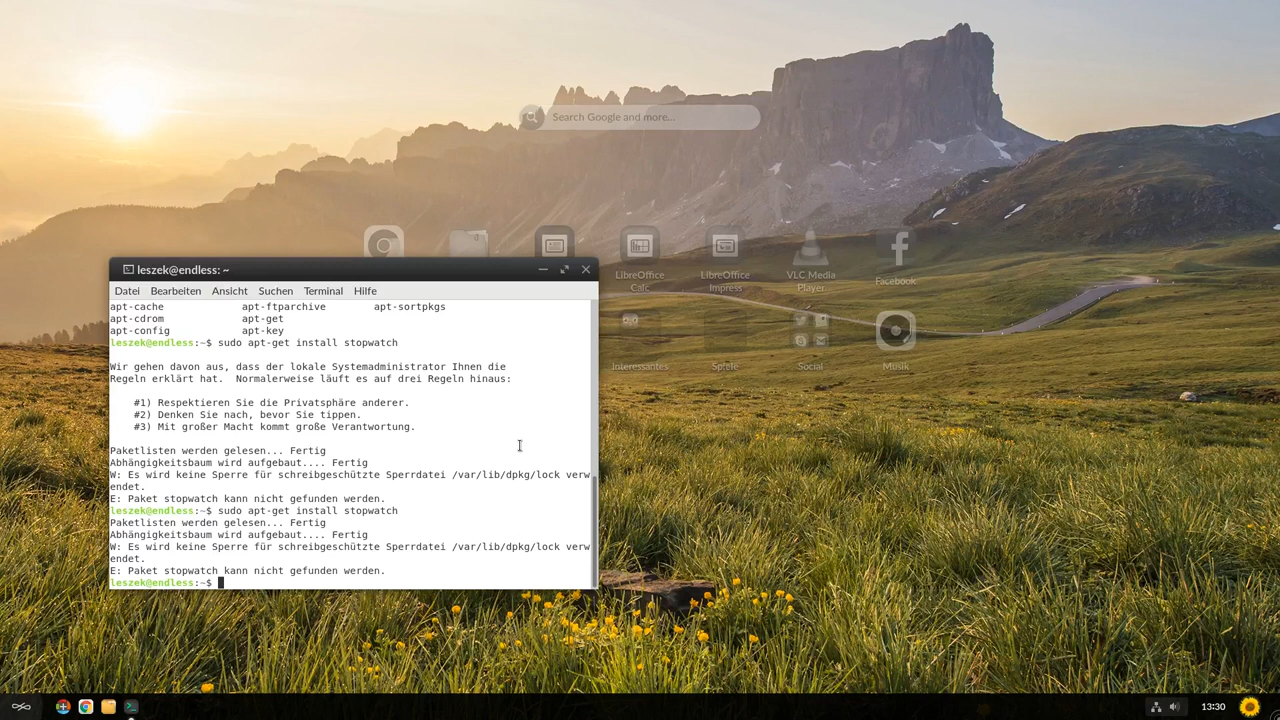 Search Google and more...
LibreOffice
Calc
LibreOffice
Impress
VLC Media
Player
Facebook
Interessantes
Spiele
Social
Musik
leszek@endless: ~
Datei Bearbeiten Ansicht Suchen Terminal Hilfe
apt-cache apt-ftparchive apt-sortpkgs
apt-cdrom apt-get
apt-config apt-key
leszek@endless:~$ sudo apt-get install stopwatch
Wir gehen davon aus, dass der lokale Systemadministrator Ihnen die
Regeln erklärt hat. Normalerweise läuft es auf drei Regeln hinaus:
#1) Respektieren Sie die Privatsphäre anderer.
#2) Denken Sie nach, bevor Sie tippen.
#3) Mit großer Macht kommt große Verantwortung.
Paketlisten werden gelesen... Fertig
Abhängigkeitsbaum wird aufgebaut.... Fertig
W: Es wird keine Sperre für schreibgeschützte Sperrdatei /var/lib/dpkg/lock verw
endet.
E: Paket stopwatch kann nicht gefunden werden.
leszek@endless:~$ sudo apt-get install stopwatch
Paketlisten werden gelesen... Fertig
Abhängigkeitsbaum wird aufgebaut.... Fertig
W: Es wird keine Sperre für schreibgeschützte Sperrdatei /var/lib/dpkg/lock verw
endet.
E: Paket stopwatch kann nicht gefunden werden.
leszek@endless:~$
13:30